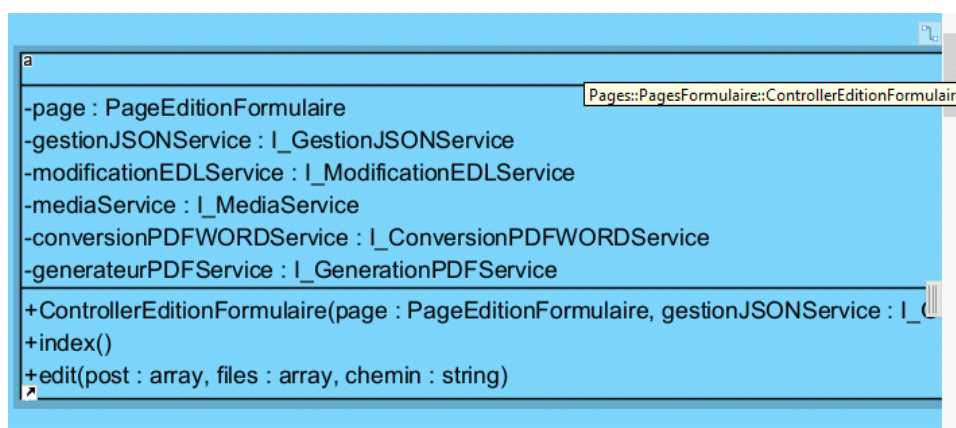 a
Pages::PagesFormulaire::ControllerEditionFormulair
-page : PageEditionFormulaire
-gestionJSONService : I_GestionJSONService
-modificationEDLService : I_ModificationEDLService
-mediaService : I_MediaService
-conversionPDFWORDService : I_ConversionPDFWORDService
-generateurPDFService : I_GenerationPDFService
+ControllerEditionFormulaire(page : PageEditionFormulaire, gestionJSONService : I_G
+index()
+edit(post : array, files : array, chemin : string)